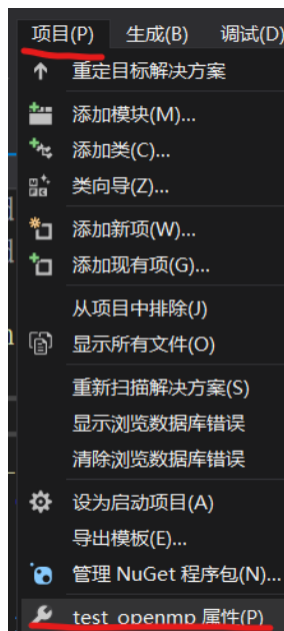 项目(P) 生成(B) 调试(D)
重定目标解决方案
添加模块(M)...
添加类(C)...
类向导(Z)...
添加新项(W)...
添加现有项(G)...
从项目中排除(J)
显示所有文件(O)
重新扫描解决方案(S)
显示浏览数据库错误
清除浏览数据库错误
设为启动项目(A)
导出模板(E)...
管理 NuGet 程序包(N)...
test_openmp 属性(P)